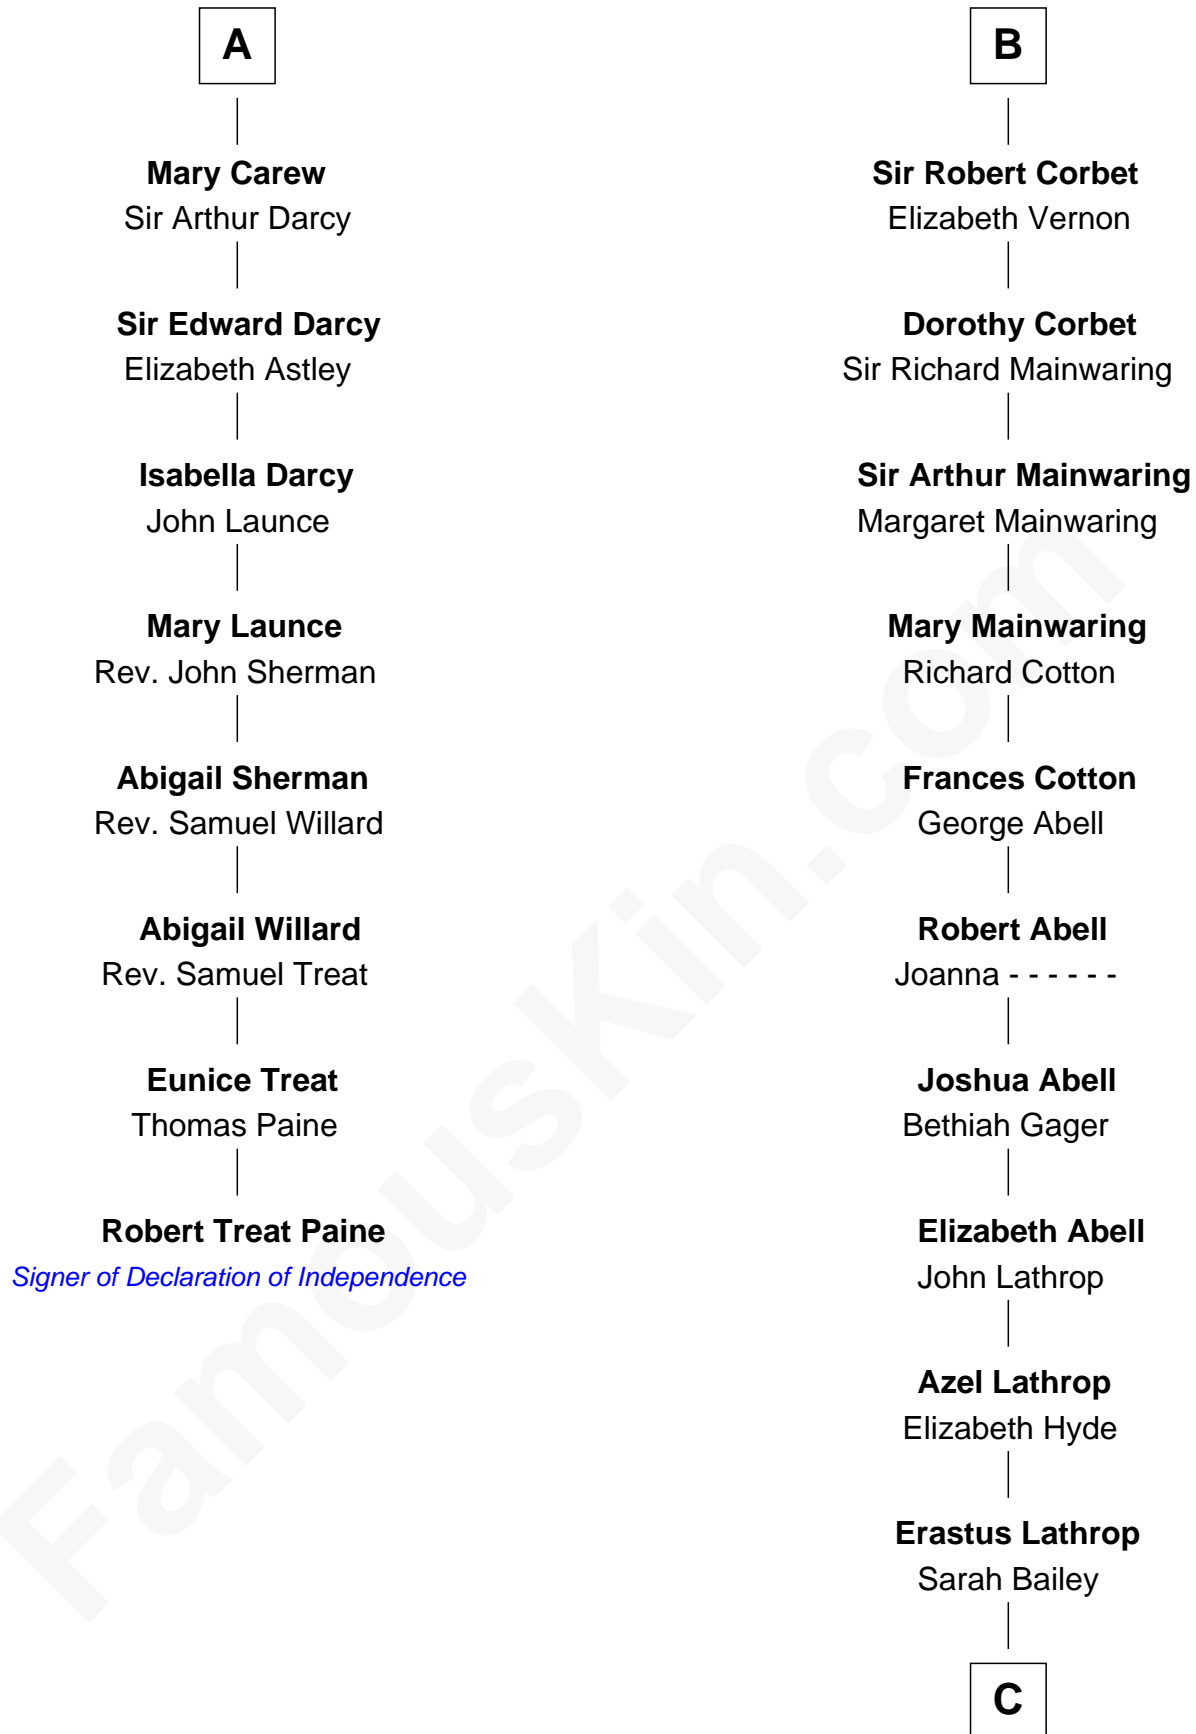 A
Mary Carew
Sir Arthur Darcy
Sir Edward Darcy
Elizabeth Astley
Isabella Darcy
John Launce
Mary Launce
Rev. John Sherman
Abigail Sherman
Rev. Samuel Willard
Abigail Willard
Rev. Samuel Treat
Eunice Treat
Thomas Paine
Robert Treat Paine
Signer of Declaration of Independence
B
Sir Robert Corbet
Elizabeth Vernon
Dorothy Corbet
Sir Richard Mainwaring
Sir Arthur Mainwaring
Margaret Mainwaring
Mary Mainwaring
Richard Cotton
Frances Cotton
George Abell
Robert Abell
Joanna - - - - - -
Joshua Abell
Bethiah Gager
Elizabeth Abell
John Lathrop
Azel Lathrop
Elizabeth Hyde
Erastus Lathrop
Sarah Bailey
C
FamousKin.com